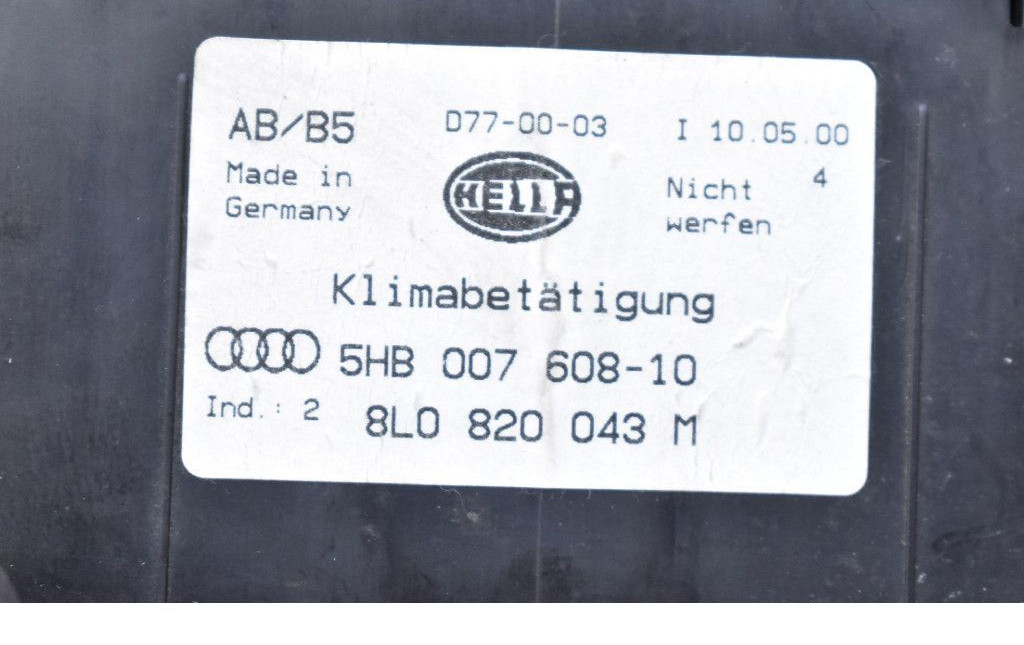 AB/B5 D77-00-03 I 10.05.00
Made in Germany
HELLA
Nicht werfen
4
Klimabetätigung
5HB 007 608-10
Ind.: 2 8L0 820 043 M